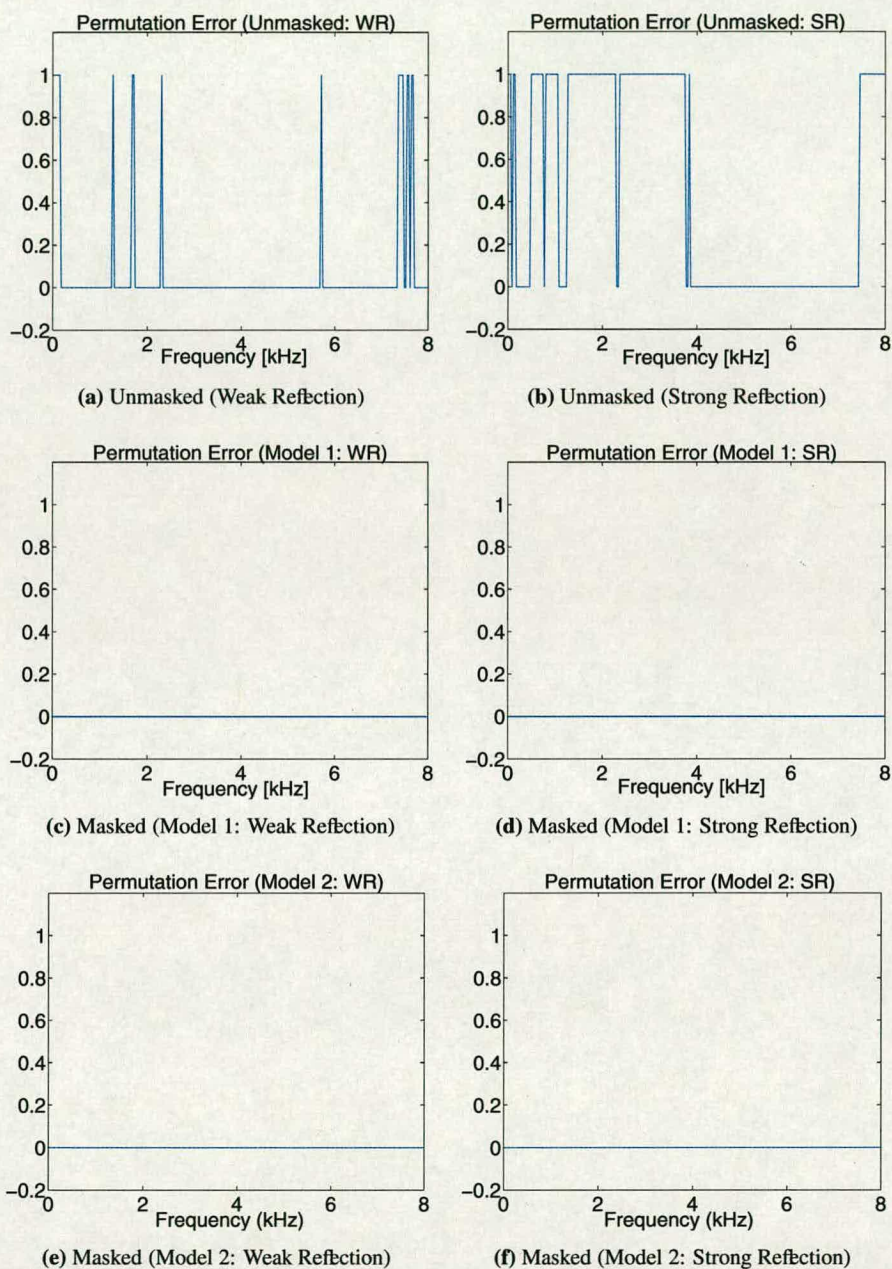 Permutation Error (Unmasked: WR)
1
0.8
0.6
0.4
0.2
0
−0.2
0 2 4 6 8
Frequency [kHz]
(a) Unmasked (Weak Reflection)
Permutation Error (Unmasked: SR)
1
0.8
0.6
0.4
0.2
0
−0.2
0 2 4 6 8
Frequency [kHz]
(b) Unmasked (Strong Reflection)
Permutation Error (Model 1: WR)
1
0.8
0.6
0.4
0.2
0
−0.2
0 2 4 6 8
Frequency [kHz]
(c) Masked (Model 1: Weak Reflection)
Permutation Error (Model 1: SR)
1
0.8
0.6
0.4
0.2
0
−0.2
0 2 4 6 8
Frequency [kHz]
(d) Masked (Model 1: Strong Reflection)
Permutation Error (Model 2: WR)
1
0.8
0.6
0.4
0.2
0
−0.2
0 2 4 6 8
Frequency (kHz)
(e) Masked (Model 2: Weak Reflection)
Permutation Error (Model 2: SR)
1
0.8
0.6
0.4
0.2
0
−0.2
0 2 4 6 8
Frequency (kHz)
(f) Masked (Model 2: Strong Reflection)